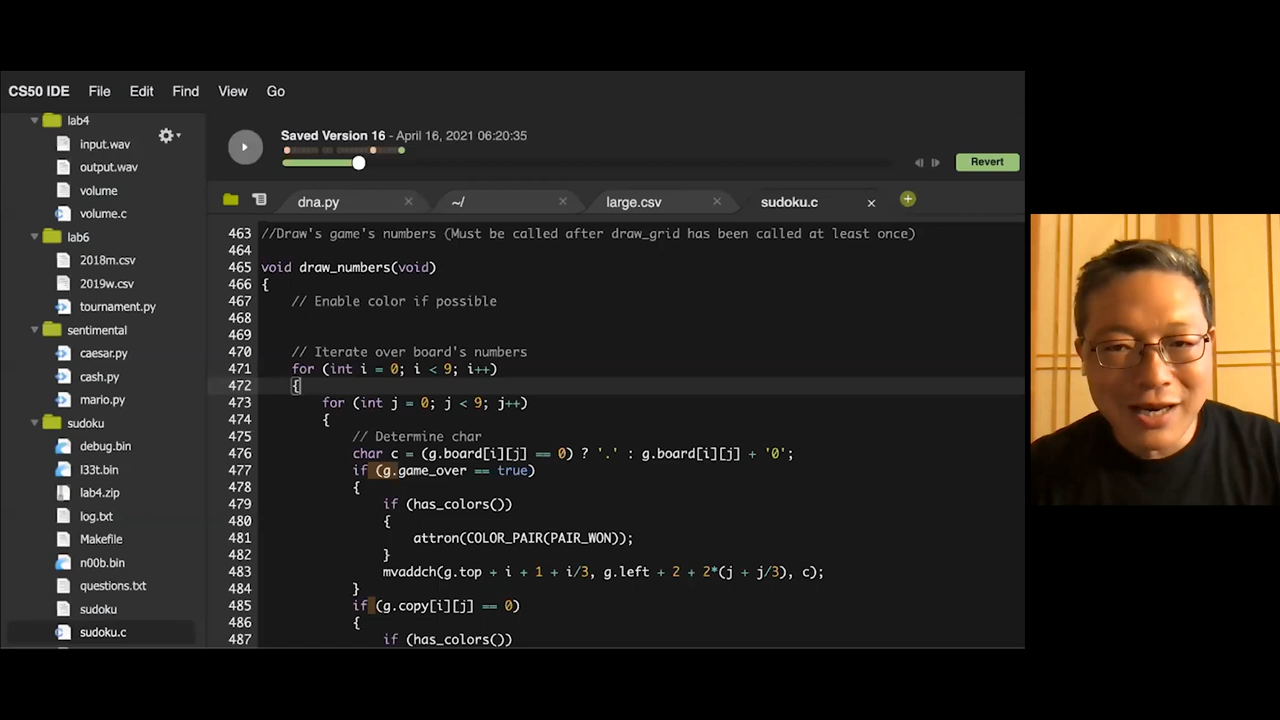 CS50 IDE File Edit Find View Go
lab4
input.wav
output.wav
volume
volume.c
lab6
2018m.csv
2019w.csv
tournament.py
sentimental
caesar.py
cash.py
mario.py
sudoku
debug.bin
l33t.bin
lab4.zip
log.txt
Makefile
n00b.bin
questions.txt
sudoku
sudoku.c
Saved Version 16 - April 16, 2021 06:20:35
Revert
dna.py ~/ large.csv sudoku.c
463 //Draw's game's numbers (Must be called after draw_grid has been called at least once)
464
465 void draw_numbers(void)
466 {
467 // Enable color if possible
468
469
470 // Iterate over board's numbers
471 for (int i = 0; i < 9; i++)
472 {
473 for (int j = 0; j < 9; j++)
474 {
475 // Determine char
476 char c = (g.board[i][j] == 0) ? '.' : g.board[i][j] + '0';
477 if (g.game_over == true)
478 {
479 if (has_colors())
480 {
481 attron(COLOR_PAIR(PAIR_WON));
482 }
483 mvaddch(g.top + i + 1 + i/3, g.left + 2 + 2*(j + j/3), c);
484 }
485 if (g.copy[i][j] == 0)
486 {
487 if (has_colors())